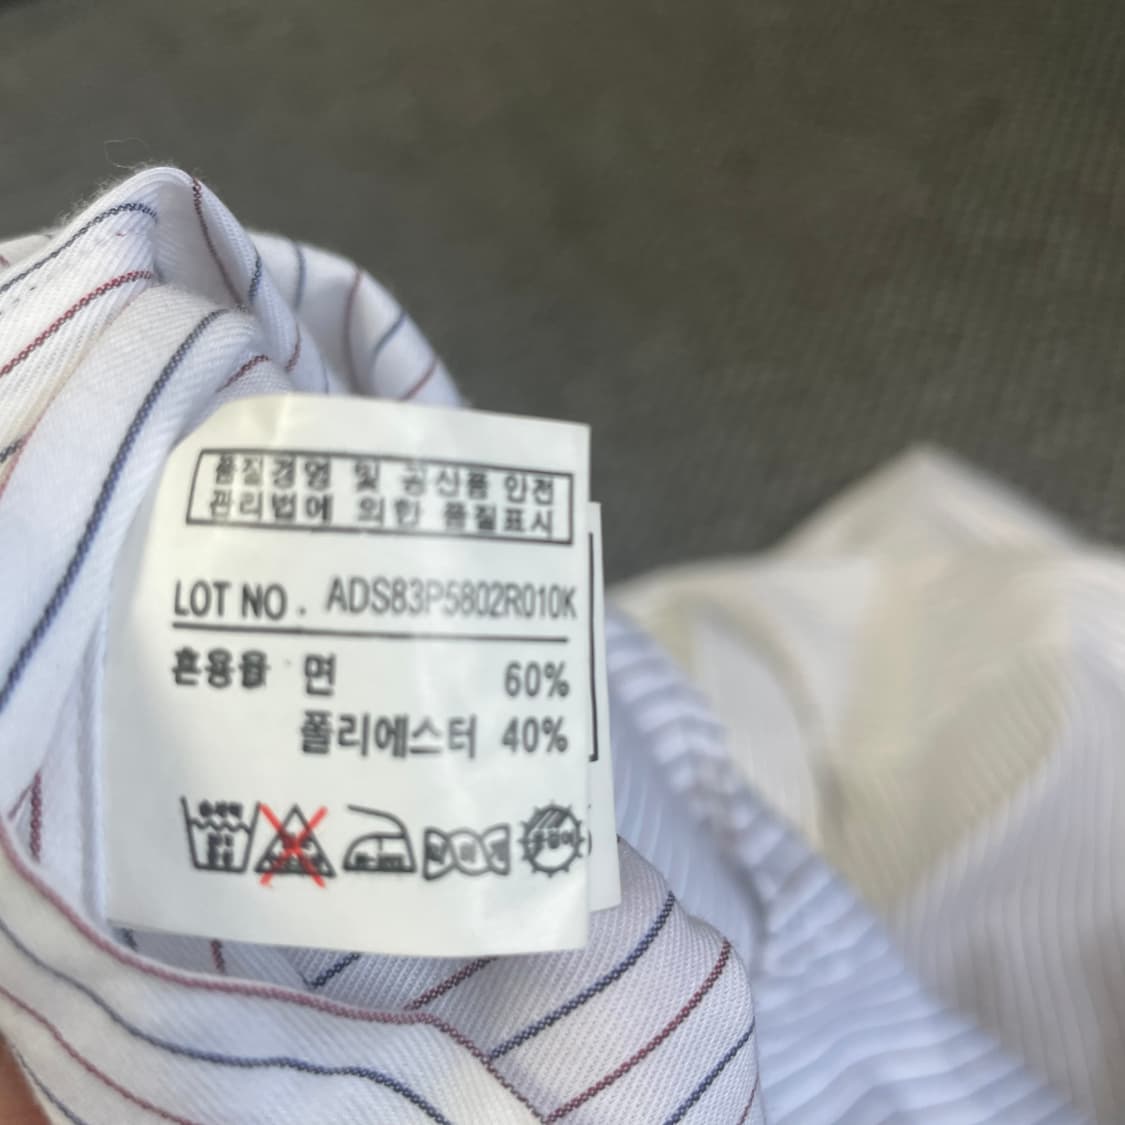 품질경영 및 공산품 안전
관리법에 의한 품질표시
LOT NO. ADS83P5802R010K
혼용율 면 60%
폴리에스터 40%